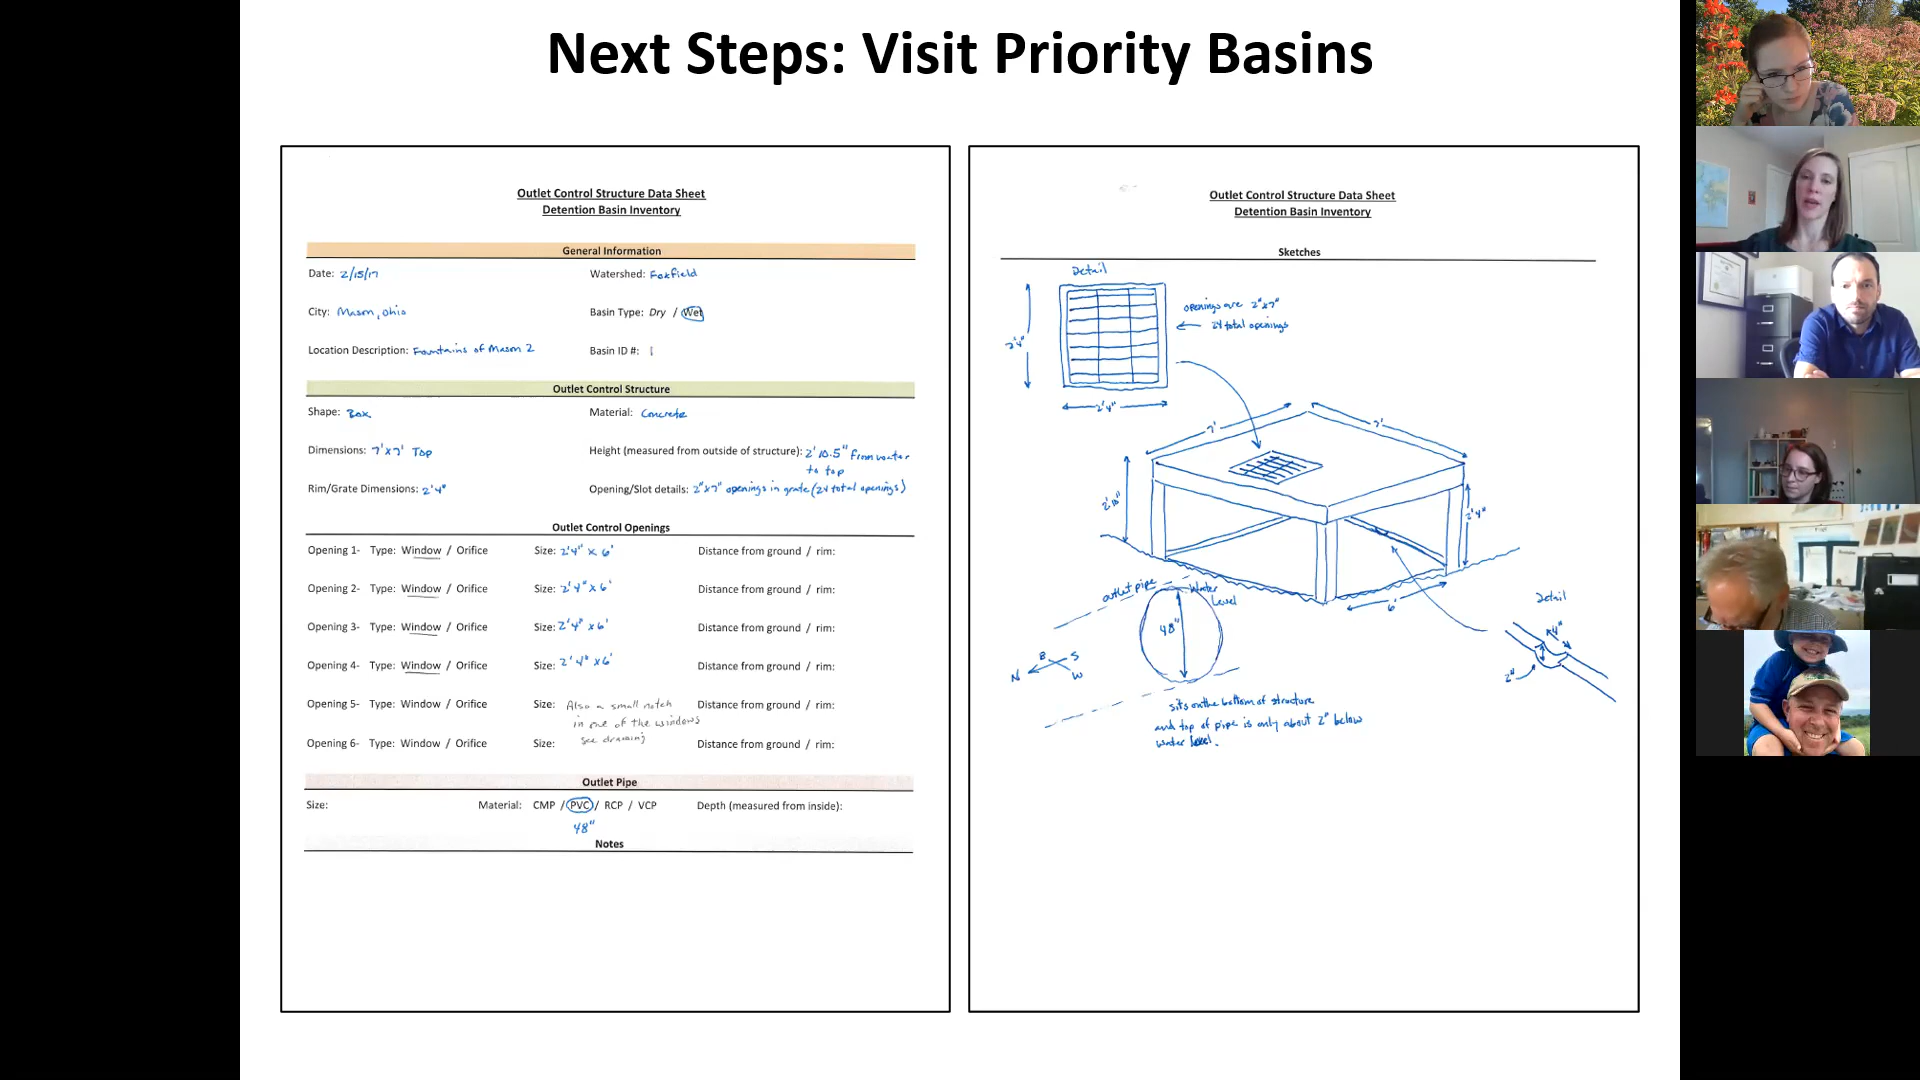 Next Steps: Visit Priority Basins
Outlet Control Structure Data Sheet
Detention Basin Inventory
General Information
Date: 2/15/17 Watershed: Foxfield
City: Mason, Ohio Basin Type: Dry / Wet
Location Description: Fountains of Mason 2 Basin ID #: 1
Outlet Control Structure
Shape: Box Material: Concrete
Dimensions: 7'x7' Top Height (measured from outside of structure): 2' 10.5" from water
to top
Rim/Grate Dimensions: 2'4" Opening/Slot details: 2"x7" openings in grate (24 total openings)
Outlet Control Openings
Opening 1- Type: Window / Orifice Size: 2'4" x 6' Distance from ground / rim:
Opening 2- Type: Window / Orifice Size: 2'4" x 6' Distance from ground / rim:
Opening 3- Type: Window / Orifice Size: 2'4" x 6' Distance from ground / rim:
Opening 4- Type: Window / Orifice Size: 2'4" x 6' Distance from ground / rim:
Opening 5- Type: Window / Orifice Size: Also a small notch Distance from ground / rim:
in one of the windows
Opening 6- Type: Window / Orifice Size: see drawing Distance from ground / rim:
Outlet Pipe
Size: Material: CMP / PVC / RCP / VCP Depth (measured from inside):
48"
Notes
Outlet Control Structure Data Sheet
Detention Basin Inventory
Sketches
Detail
openings are 2"x7"
24 total openings
2'4"
2'4"
7'
7'
2'10"
2'4"
outlet pipe
Water
Level
6'
Detail
48"
4"
2"
N
E
S
W
sits on the bottom of structure
and top of pipe is only about 2" below
water level.